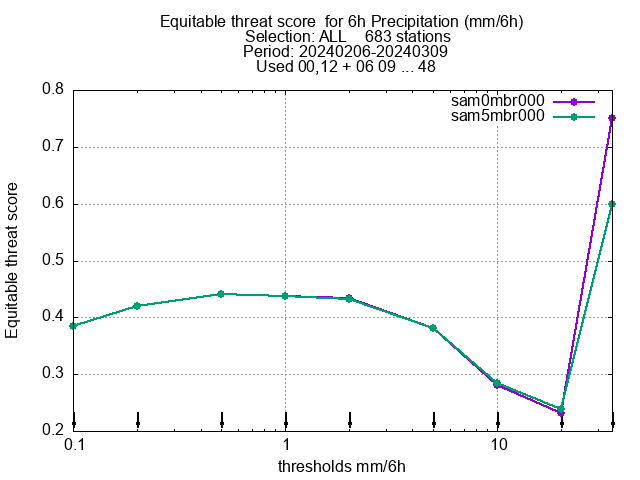 Equitable threat score  for 6h Precipitation (mm/6h)
Selection: ALL    683 stations
Period: 20240206-20240309
Used 00,12 + 06 09 ... 48
sam0mbr000
sam5mbr000
Equitable threat score
0.8
0.7
0.6
0.5
0.4
0.3
0.2
0.1 1 10
thresholds mm/6h